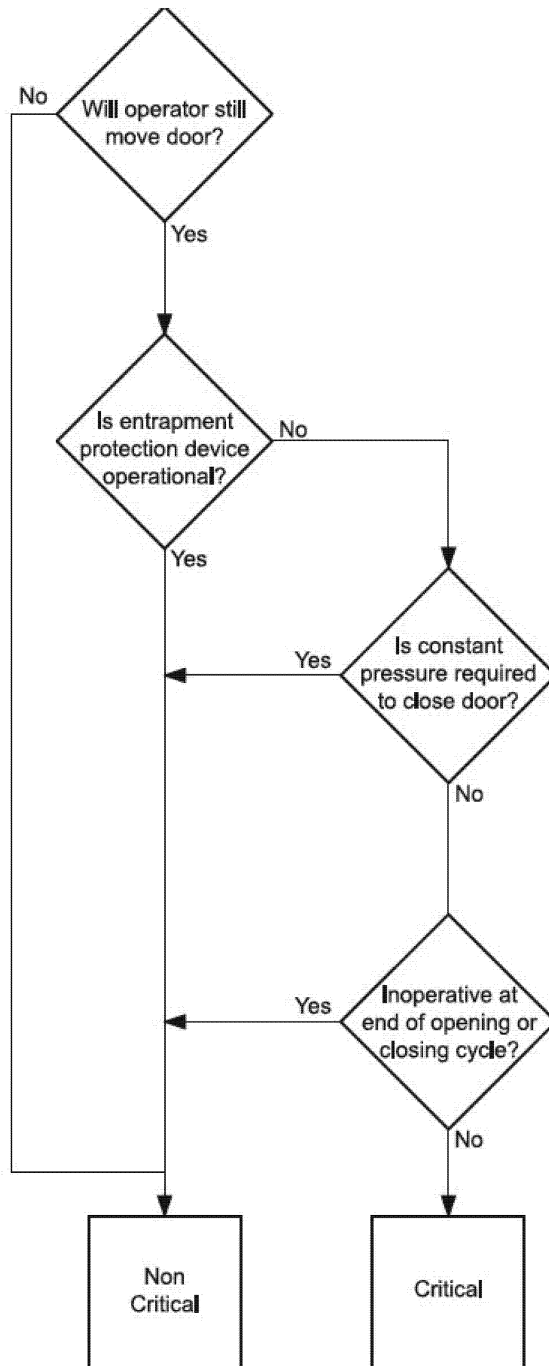 No
Will operator still
move door?
Yes
Is entrapment
protection device
operational?
No
Yes
Is constant
pressure required
to close door?
Yes
No
Inoperative at
end of opening or
closing cycle?
Yes
No
Non
Critical
Critical